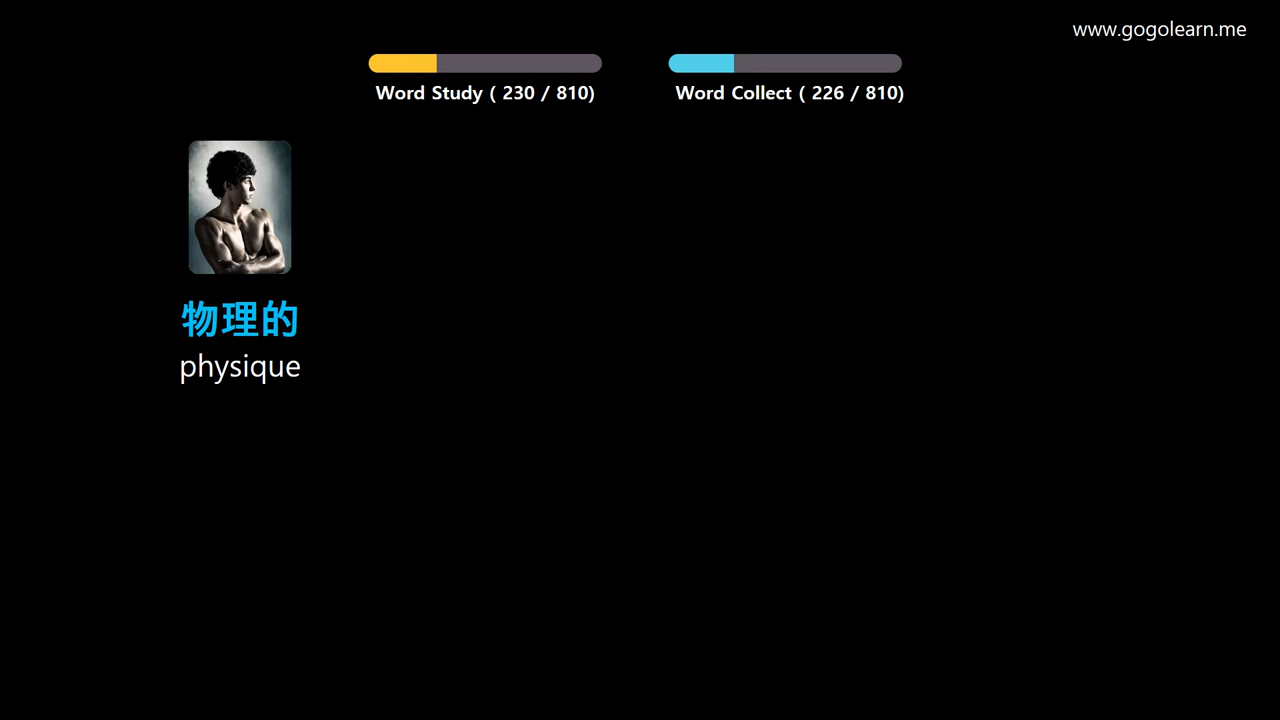 www.gogolearn.me
Word Study ( 230 / 810)
Word Collect ( 226 / 810)
物理的
physique